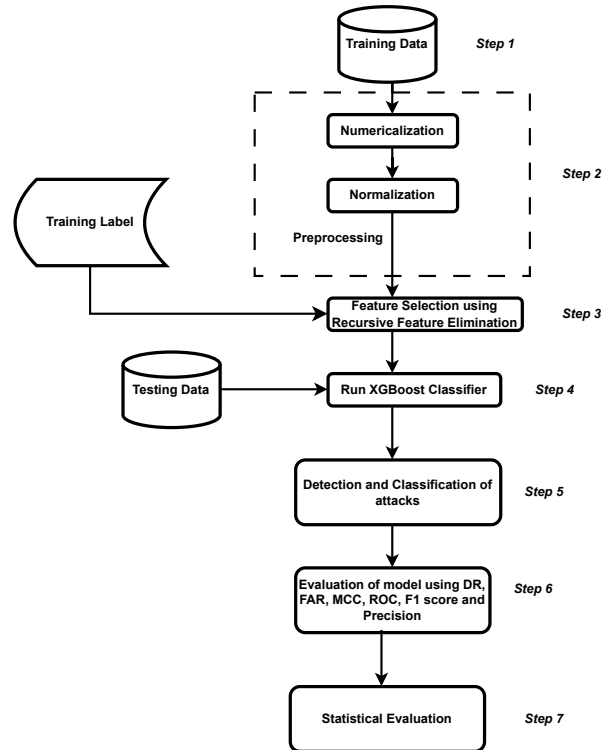 Training Data
Step 1
Numericalization
Step 2
Normalization
Training Label
Preprocessing
Feature Selection using
Recursive Feature Elimination
Step 3
Testing Data
Run XGBoost Classifier
Step 4
Detection and Classification of
attacks
Step 5
Evaluation of model using DR,
FAR, MCC, ROC, F1 score and
Precision
Step 6
Statistical Evaluation
Step 7